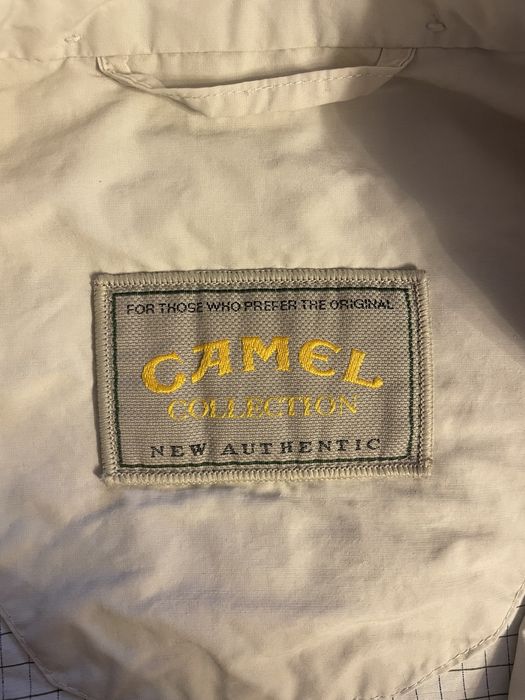 FOR THOSE WHO PREFER THE ORIGINAL
CAMEL
COLLECTION
NEW AUTHENTIC